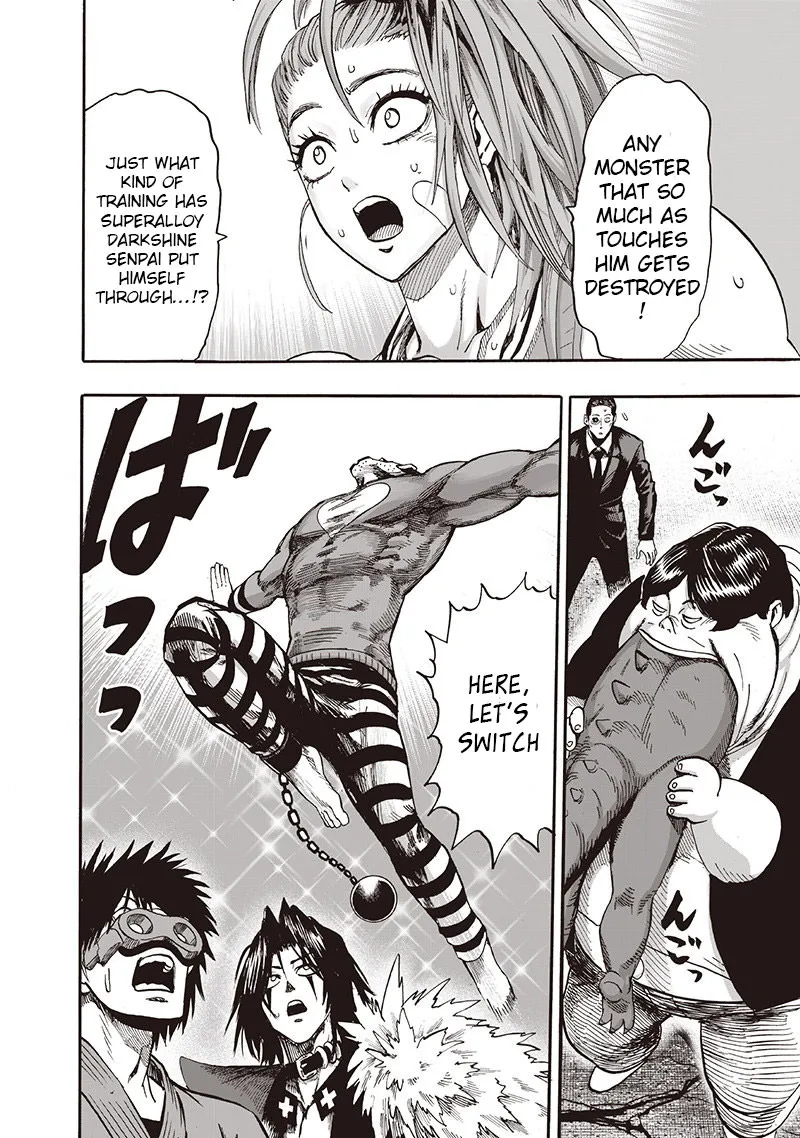 ANY
MONSTER
THAT SO
MUCH AS
TOUCHES
HIM GETS
DESTROYED
!
JUST WHAT
KIND OF
TRAINING HAS
SUPERALLOY
DARKSHINE
SENPAI PUT
HIMSELF
THROUGH...!?
んごっ
んごっ
HERE,
LET'S
SWITCH
ばっっ